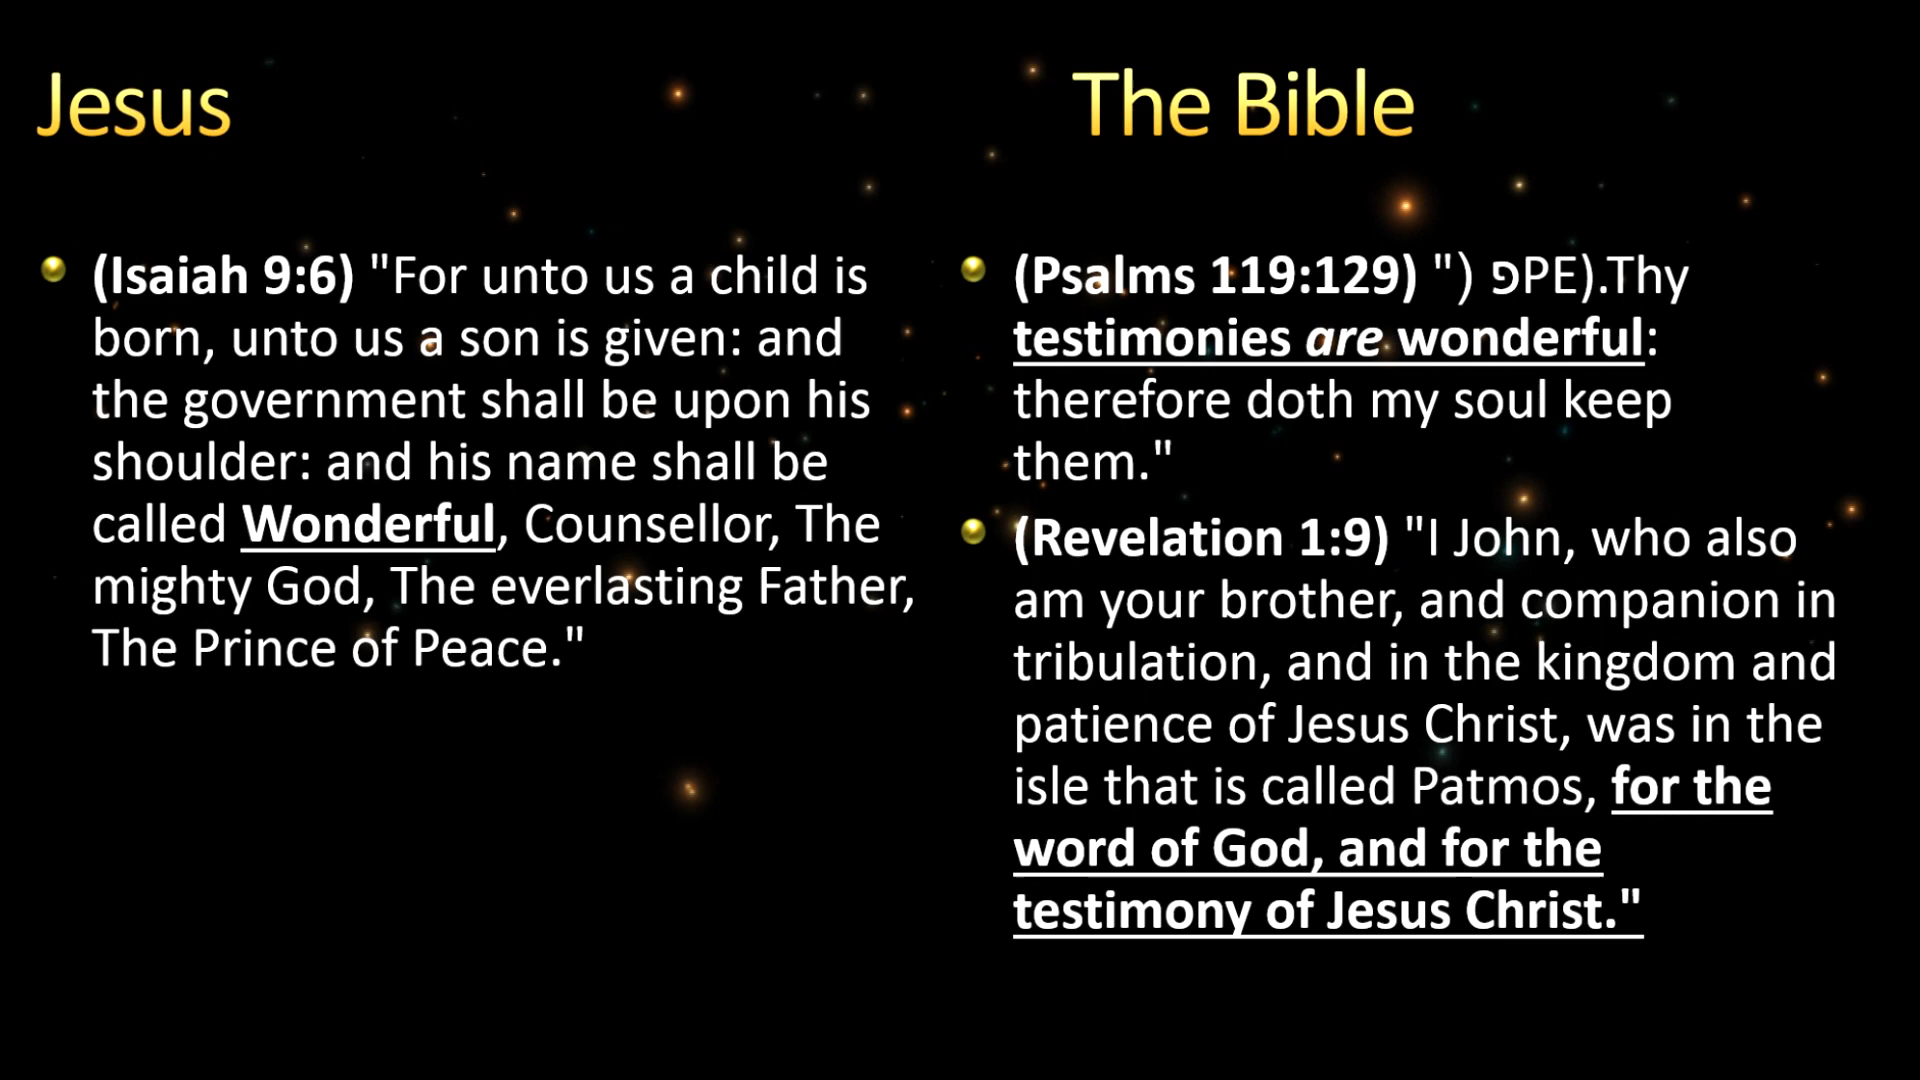 Jesus
(Isaiah 9:6) "For unto us a child is
born, unto us a son is given: and
the government shall be upon his
shoulder: and his name shall be
called Wonderful, Counsellor, The
mighty God, The everlasting Father,
The Prince of Peace."
The Bible
(Psalms 119:129) ") פPE).Thy
testimonies are wonderful:
therefore doth my soul keep
them."
(Revelation 1:9) "I John, who also
am your brother, and companion in
tribulation, and in the kingdom and
patience of Jesus Christ, was in the
isle that is called Patmos, for the
word of God, and for the
testimony of Jesus Christ."